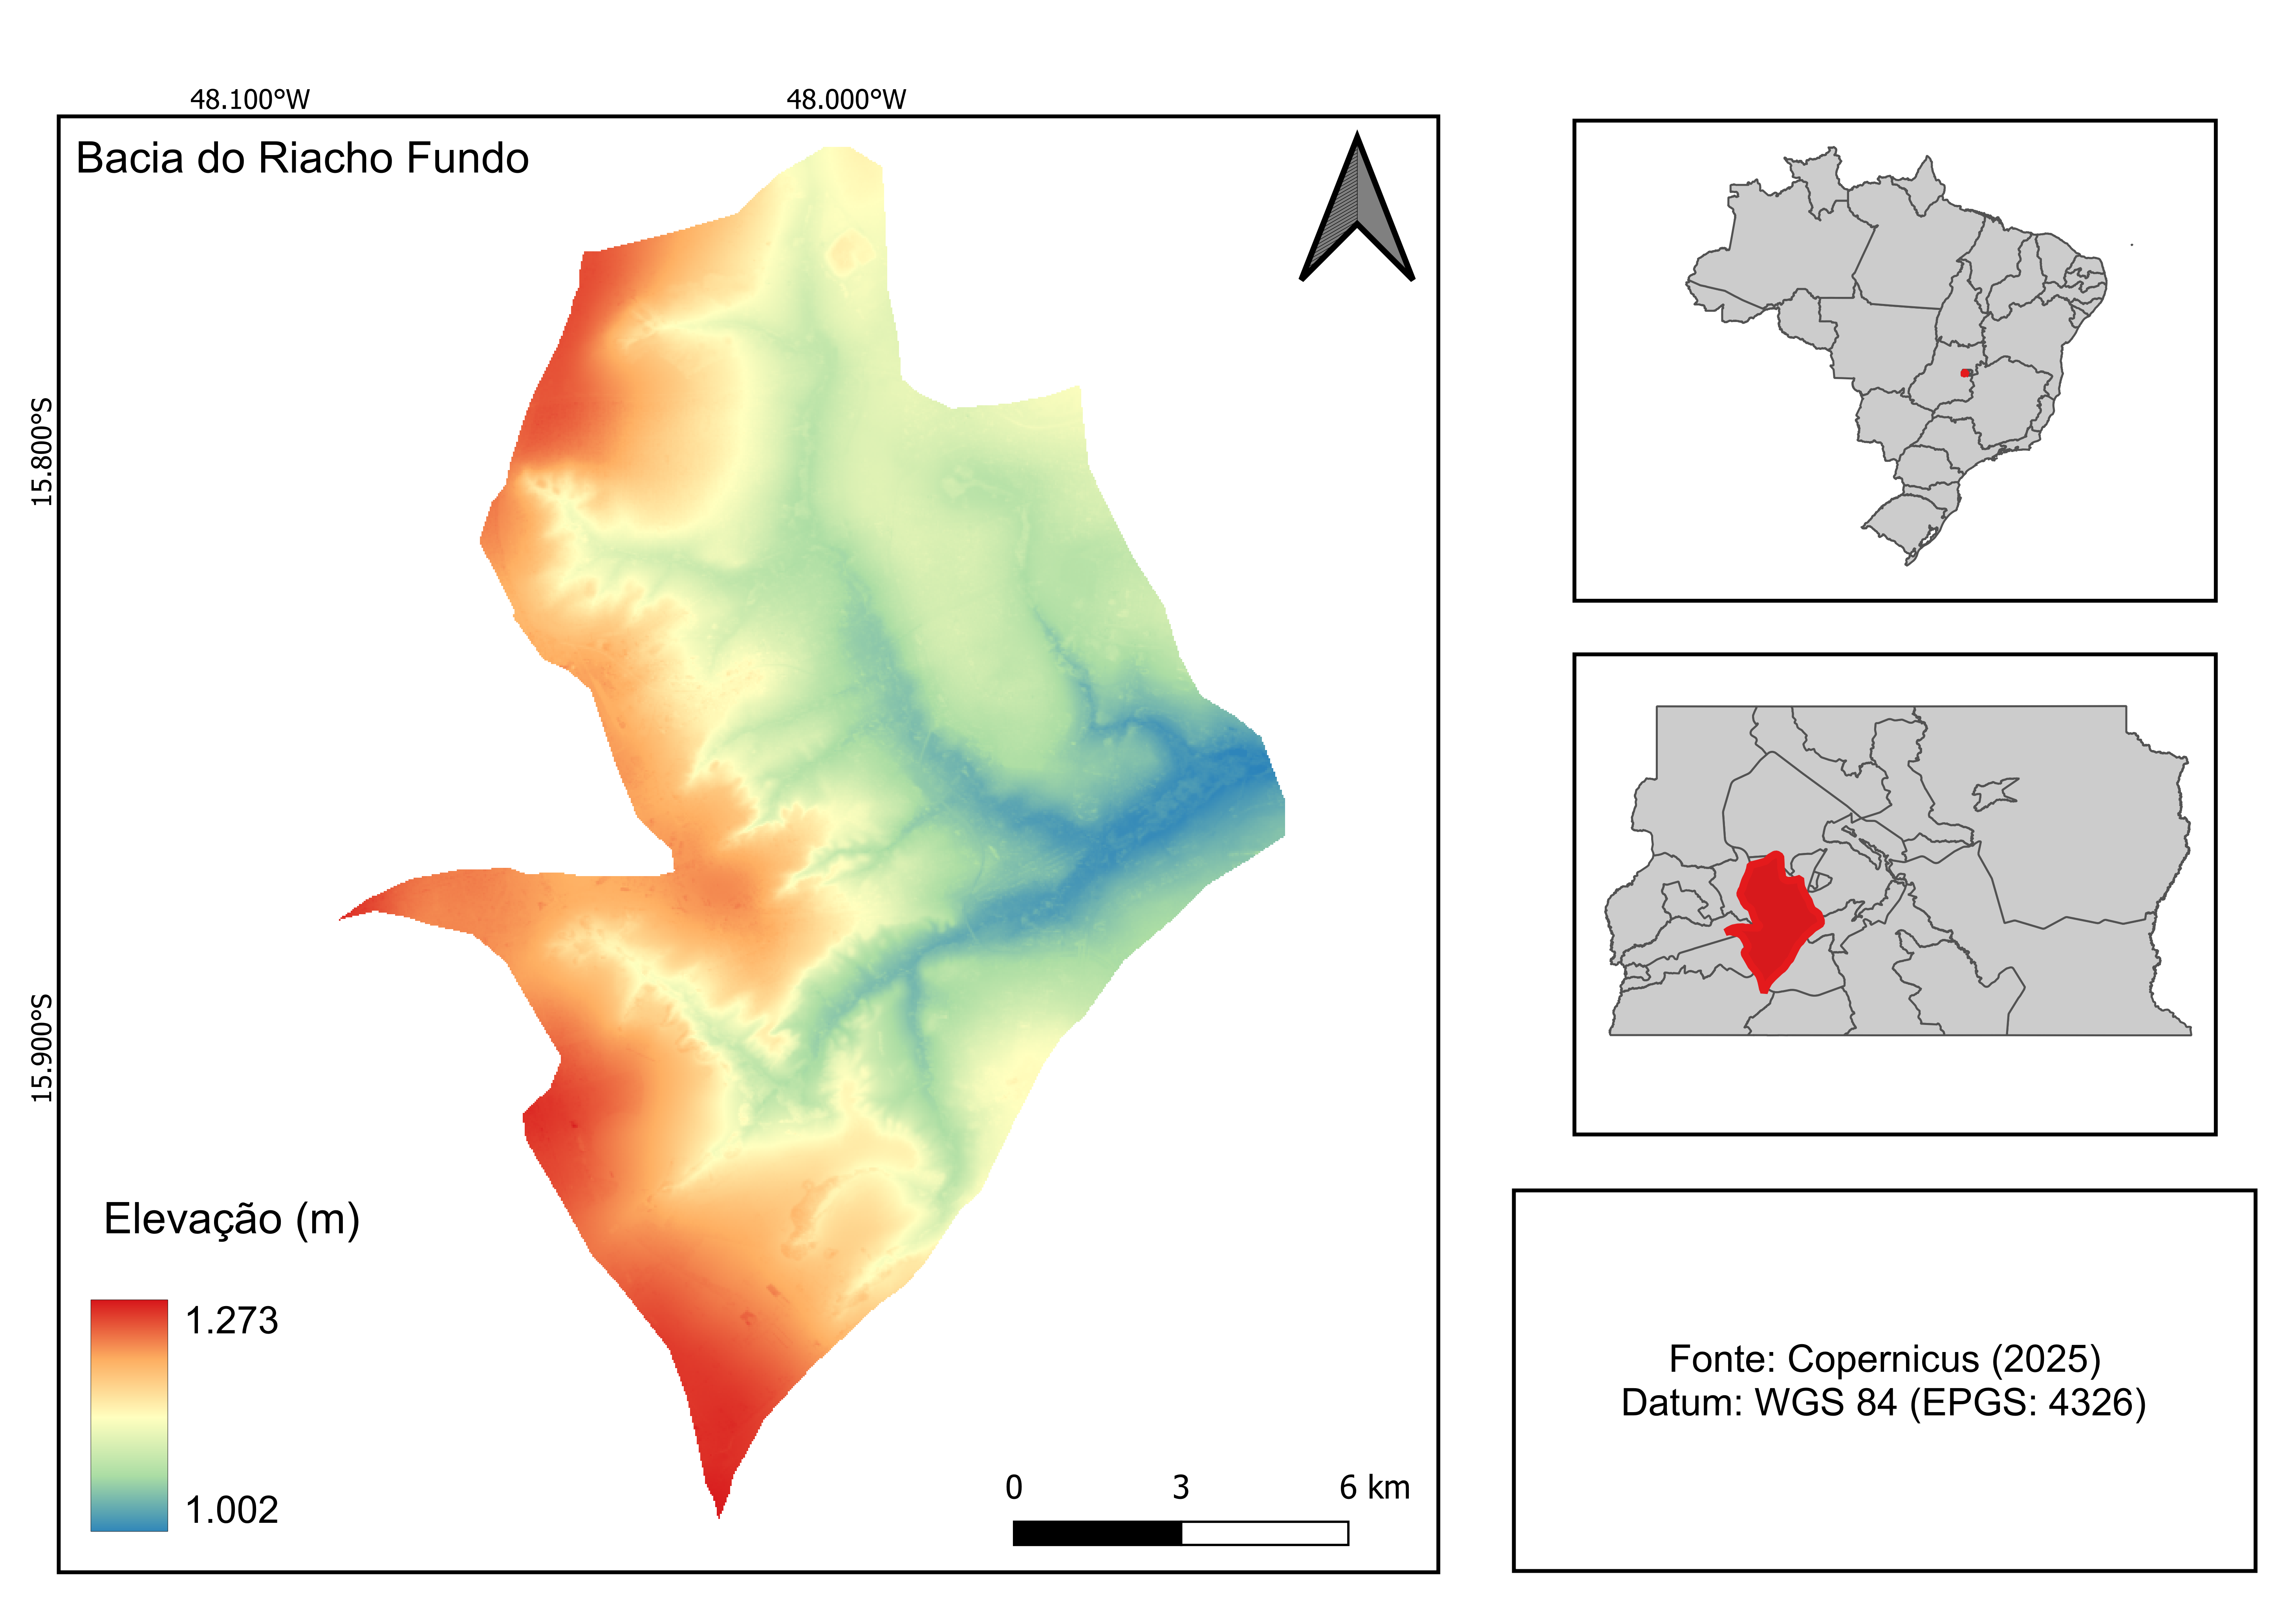 48.100°W
48.000°W
Bacia do Riacho Fundo
15.800°S
15.900°S
Elevação (m)
1.273
1.002
0
3
6 km
Fonte: Copernicus (2025)
Datum: WGS 84 (EPGS: 4326)